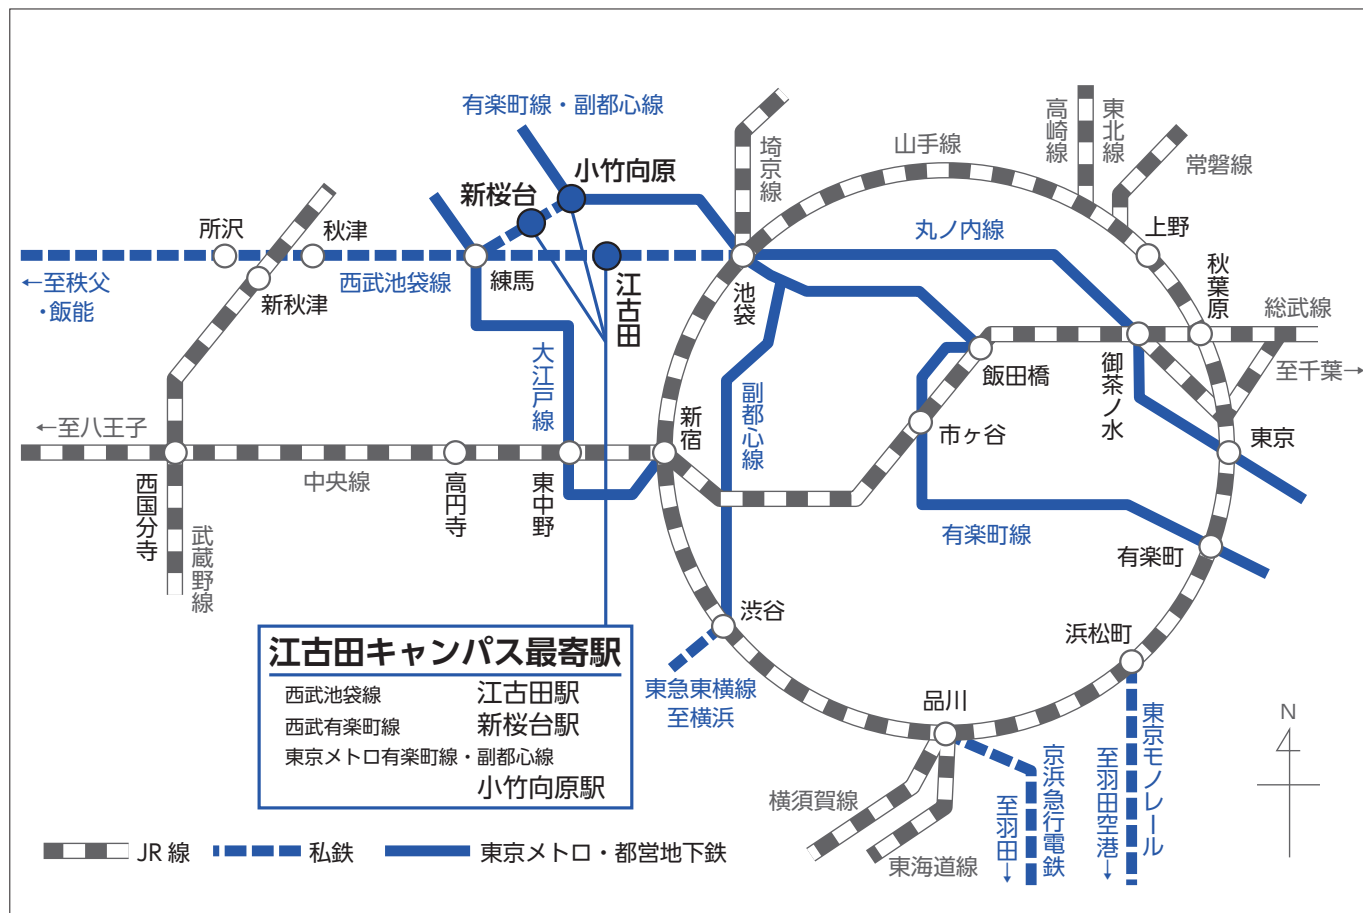 有楽町線・副都心線
小竹向原
新桜台
所沢
秋津
新秋津
←至秩父
・飯能
西武池袋線
練馬
江古田
池袋
埼京線
山手線
高崎線
東北線
常磐線
上野
丸ノ内線
秋葉原
総武線
至千葉→
御茶ノ水
飯田橋
市ヶ谷
大江戸線
副都心線
新宿
東京
←至八王子
中央線
西国分寺
武蔵野線
高円寺
東中野
有楽町線
有楽町
渋谷
浜松町
東急東横線
至横浜
品川
横須賀線
東海道線
京浜急行電鉄
至羽田→
東京モノレール
至羽田空港→
N
江古田キャンパス最寄駅
西武池袋線 江古田駅
西武有楽町線 新桜台駅
東京メトロ有楽町線・副都心線
小竹向原駅
JR 線 私鉄 東京メトロ・都営地下鉄